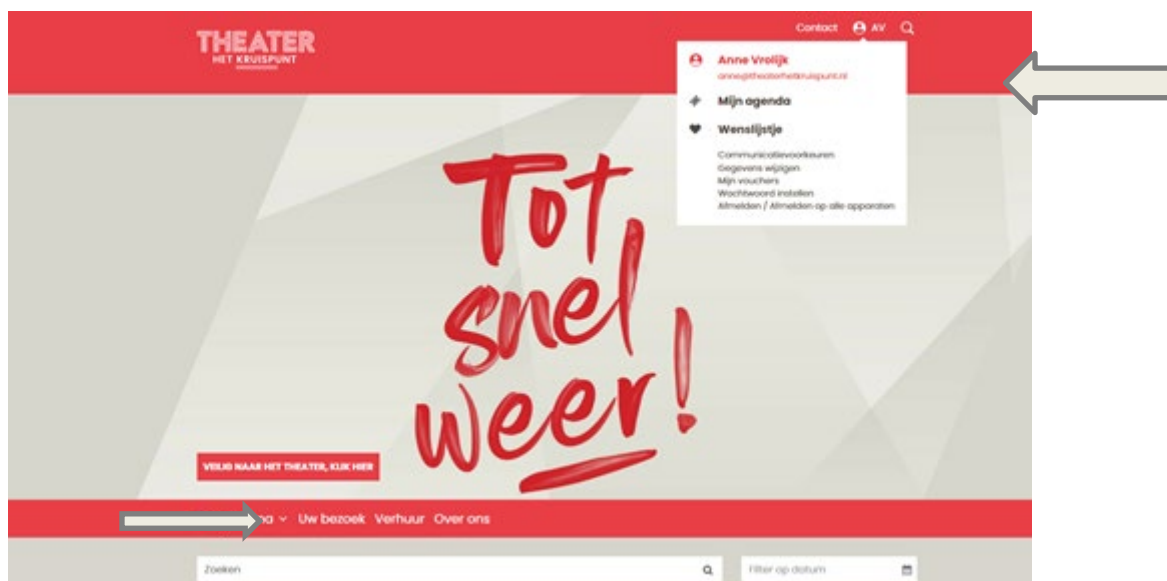 THEATER
HET KRUISPUNT
Contact AV
Anne Vrolijk
anne@theaterhetkruispunt.nl
Mijn agenda
Wenslijstje
Communicatievoorkeuren
Gegevens wijzigen
Mijn vouchers
Wachtwoord instellen
Afmelden / Afmelden op alle apparaten
Tot
snel
weer!
VEILIG NAAR HET THEATER, KLIK HIER
Uw bezoek Verhuur Over ons
Zoeken Filter op datum